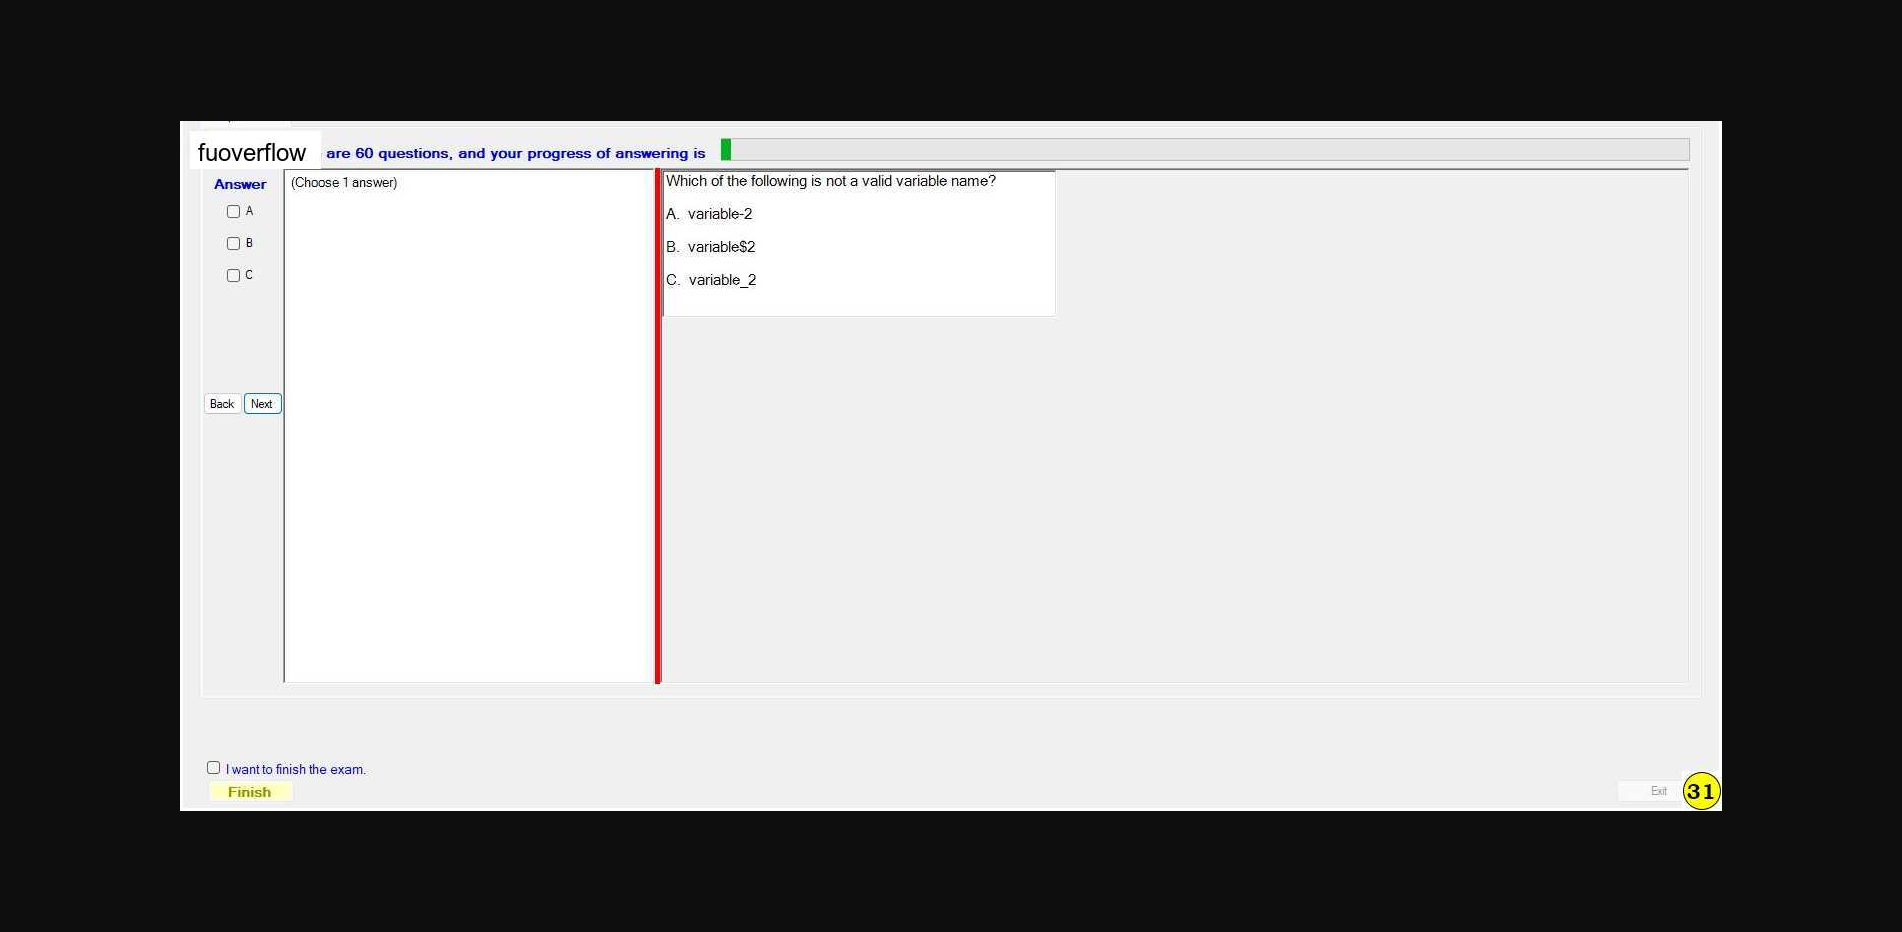 fuoverflow are 60 questions, and your progress of answering is
Answer
A
B
C
Back Next
(Choose 1 answer)
Which of the following is not a valid variable name?
A. variable-2
B. variable$2
C. variable_2
I want to finish the exam.
Finish
Exit 31